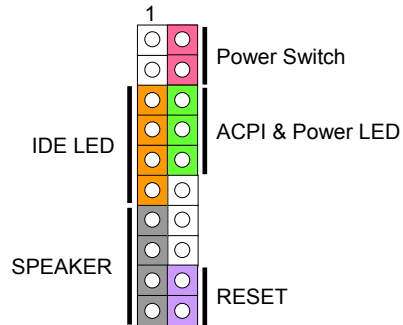 1
Power Switch
ACPI & Power LED
IDE LED
SPEAKER
RESET